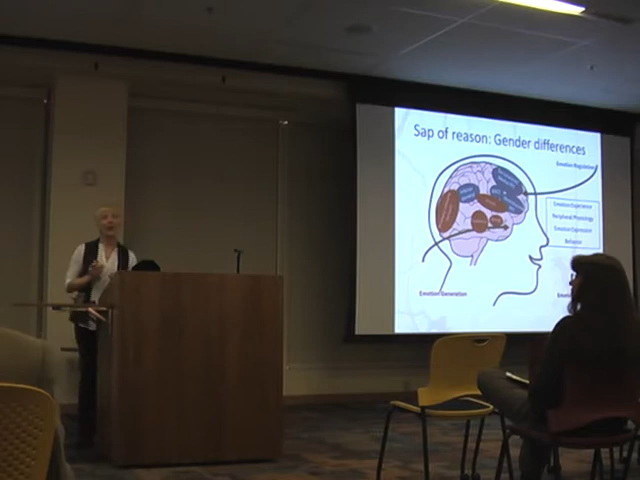 Sap of reason: Gender differences
Emotion Regulation
Emotion Experience
Peripheral Physiology
Emotion Expression
Behavior
Emotion Generation